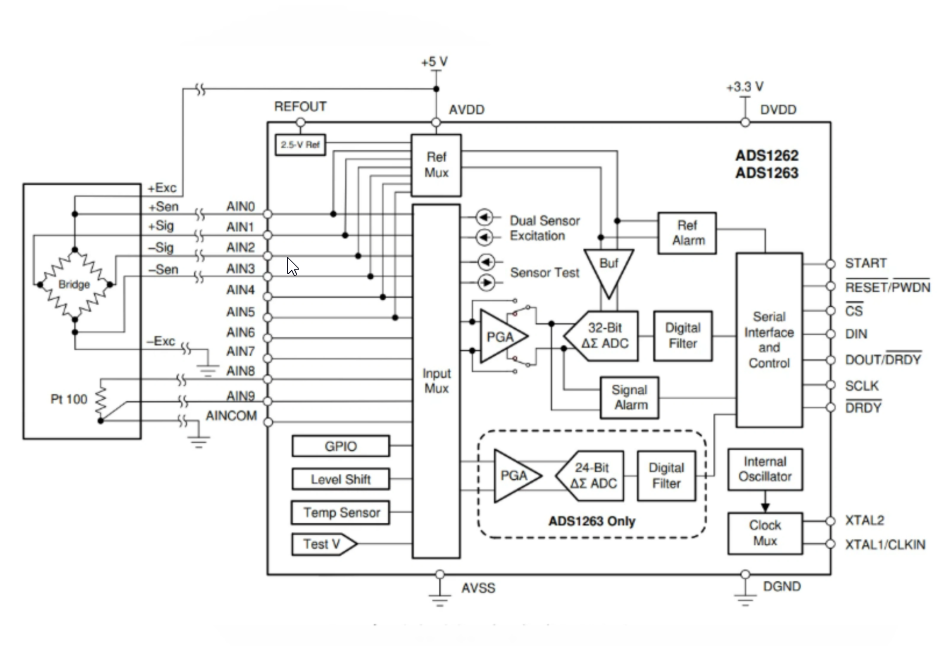 +5 V
+3.3 V
REFOUT
AVDD
DVDD
2.5-V Ref
Ref
Mux
ADS1262
ADS1263
+Exc
+Sen
AIN0
+Sig
AIN1
–Sig
AIN2
–Sen
AIN3
AIN4
AIN5
AIN6
AIN7
–Exc
AIN8
AIN9
AINCOM
Bridge
Pt 100
Dual Sensor
Excitation
Sensor Test
Ref
Alarm
Buf
PGA
32-Bit
ΔΣ ADC
Digital
Filter
Signal
Alarm
Input
Mux
Serial
Interface
and
Control
START
RESET/PWDN
CS
DIN
DOUT/DRDY
SCLK
DRDY
GPIO
Level Shift
Temp Sensor
Test V
PGA
24-Bit
ΔΣ ADC
Digital
Filter
ADS1263 Only
Internal
Oscillator
Clock
Mux
XTAL2
XTAL1/CLKIN
AVSS
DGND